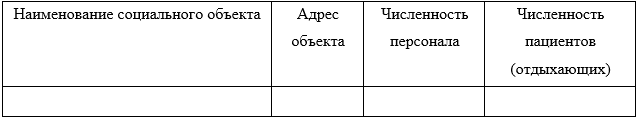 Наименование социального объекта
Адрес
объекта
Численность
персонала
Численность
пациентов
(отдыхающих)